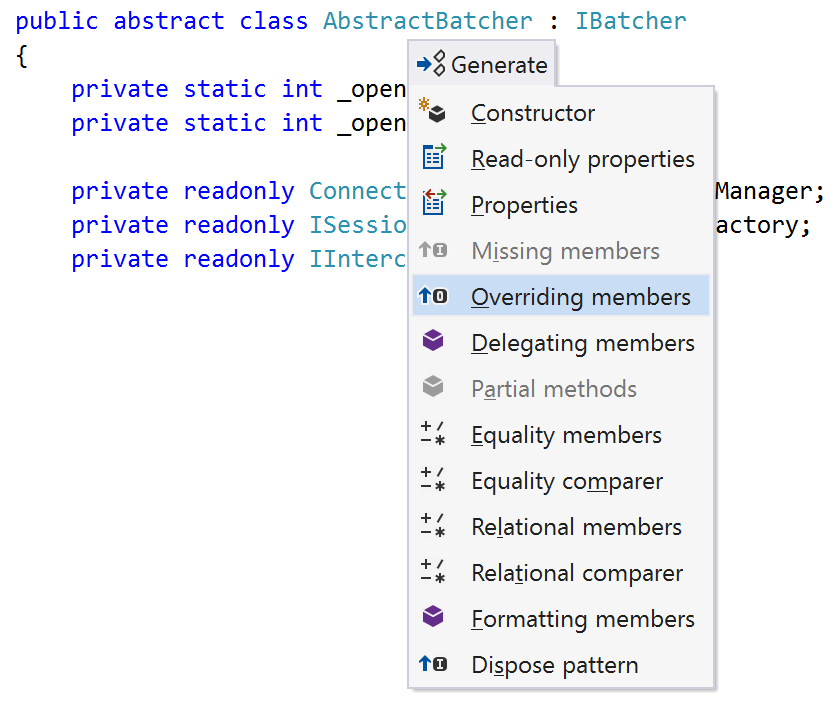 public abstract class AbstractBatcher : IBatcher
{
Generate
private static int _open
private static int _open
Constructor
Read-only properties
private readonly Connect Manager;
Properties
private readonly ISessio actory;
Missing members
private readonly IInterc
Overriding members
Delegating members
Partial methods
Equality members
Equality comparer
Relational members
Relational comparer
Formatting members
Dispose pattern